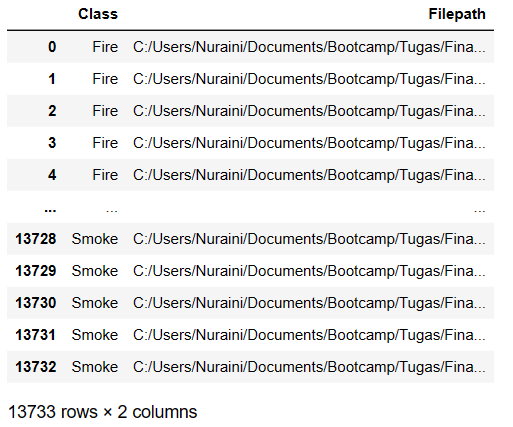 Class Filepath
0 Fire C:/Users/Nuraini/Documents/Bootcamp/Tugas/Fina...
1 Fire C:/Users/Nuraini/Documents/Bootcamp/Tugas/Fina...
2 Fire C:/Users/Nuraini/Documents/Bootcamp/Tugas/Fina...
3 Fire C:/Users/Nuraini/Documents/Bootcamp/Tugas/Fina...
4 Fire C:/Users/Nuraini/Documents/Bootcamp/Tugas/Fina...
... ... ...
13728 Smoke C:/Users/Nuraini/Documents/Bootcamp/Tugas/Fina...
13729 Smoke C:/Users/Nuraini/Documents/Bootcamp/Tugas/Fina...
13730 Smoke C:/Users/Nuraini/Documents/Bootcamp/Tugas/Fina...
13731 Smoke C:/Users/Nuraini/Documents/Bootcamp/Tugas/Fina...
13732 Smoke C:/Users/Nuraini/Documents/Bootcamp/Tugas/Fina...
13733 rows × 2 columns